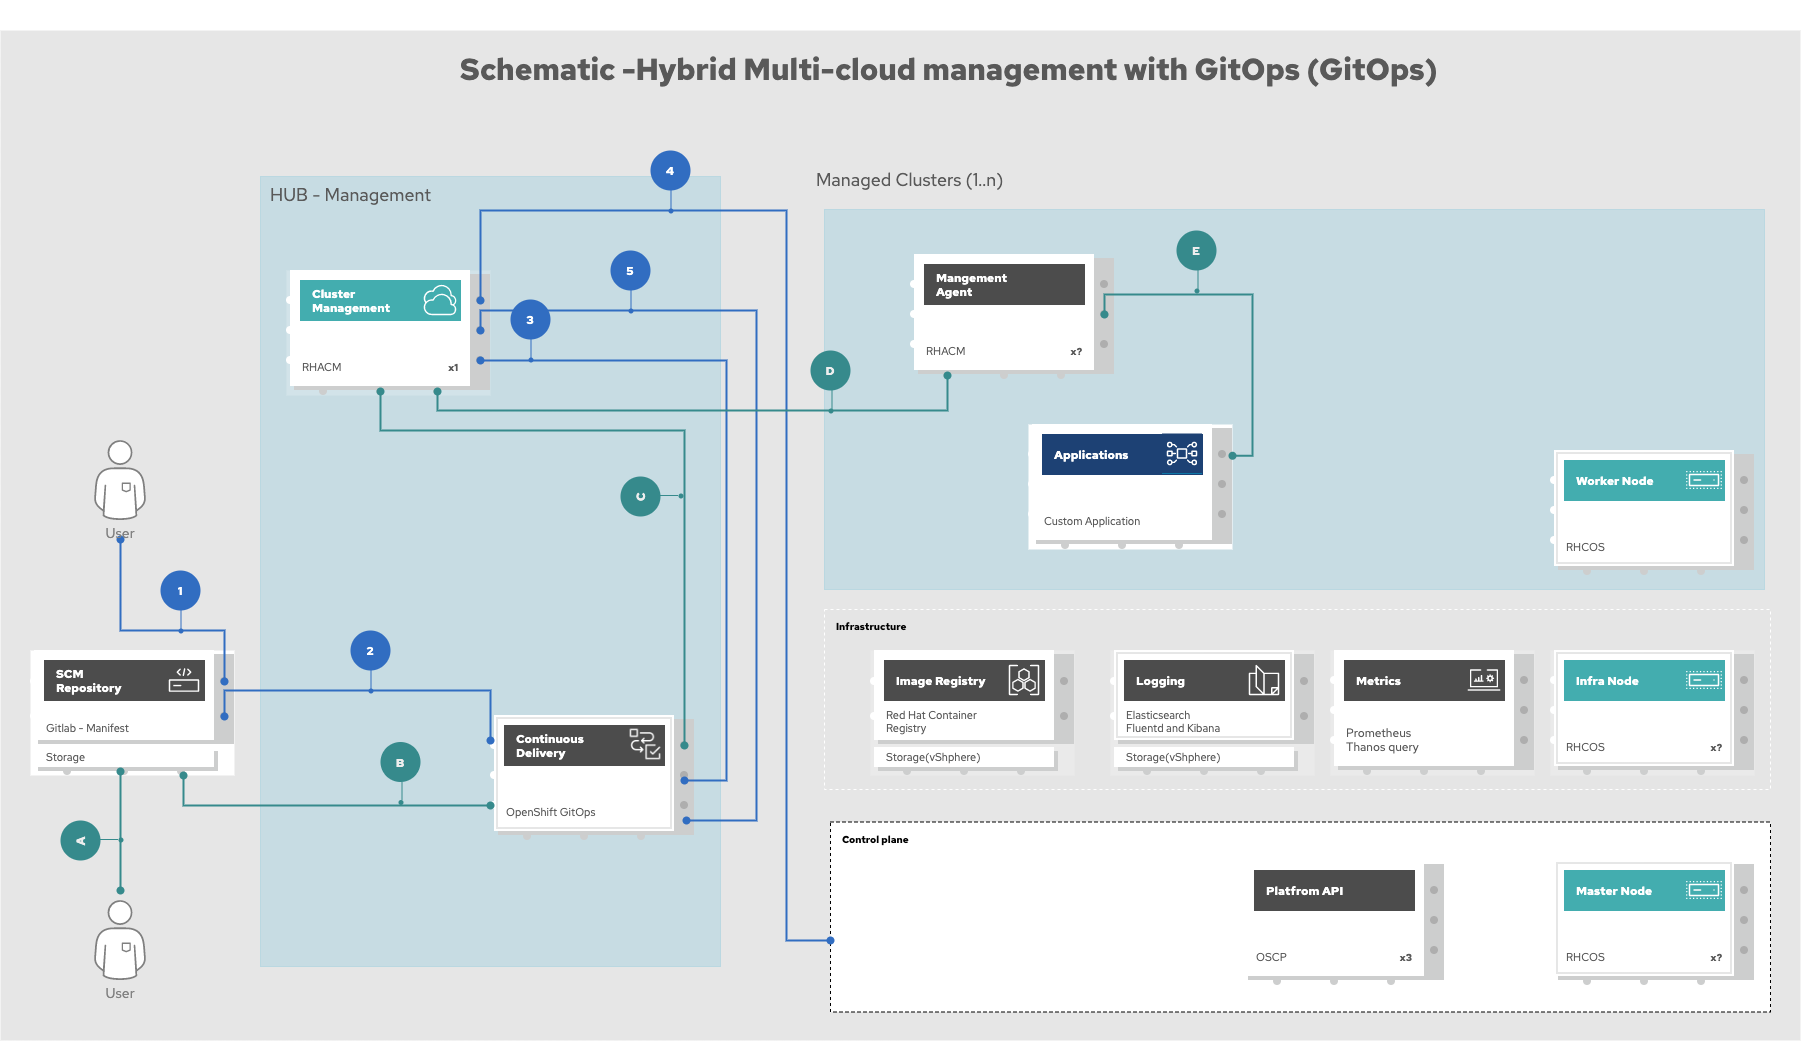 Schematic -Hybrid Multi-cloud management with GitOps (GitOps)
4
HUB - Management
Managed Clusters (1..n)
5
3
Cluster
Management
RHACM
x1
E
Mangement
Agent
RHACM
x?
D
Applications
Custom Application
Worker Node
RHCOS
User
C
1
2
SCM
Repository
Gitlab - Manifest
Storage
B
Continuous
Delivery
OpenShift GitOps
A
User
Infrastructure
Image Registry
Red Hat Container
Registry
Storage(vShphere)
Logging
Elasticsearch
Fluentd and Kibana
Storage(vShphere)
Metrics
Prometheus
Thanos query
Infra Node
RHCOS
x?
Control plane
Platfrom API
OSCP
x3
Master Node
RHCOS
x?